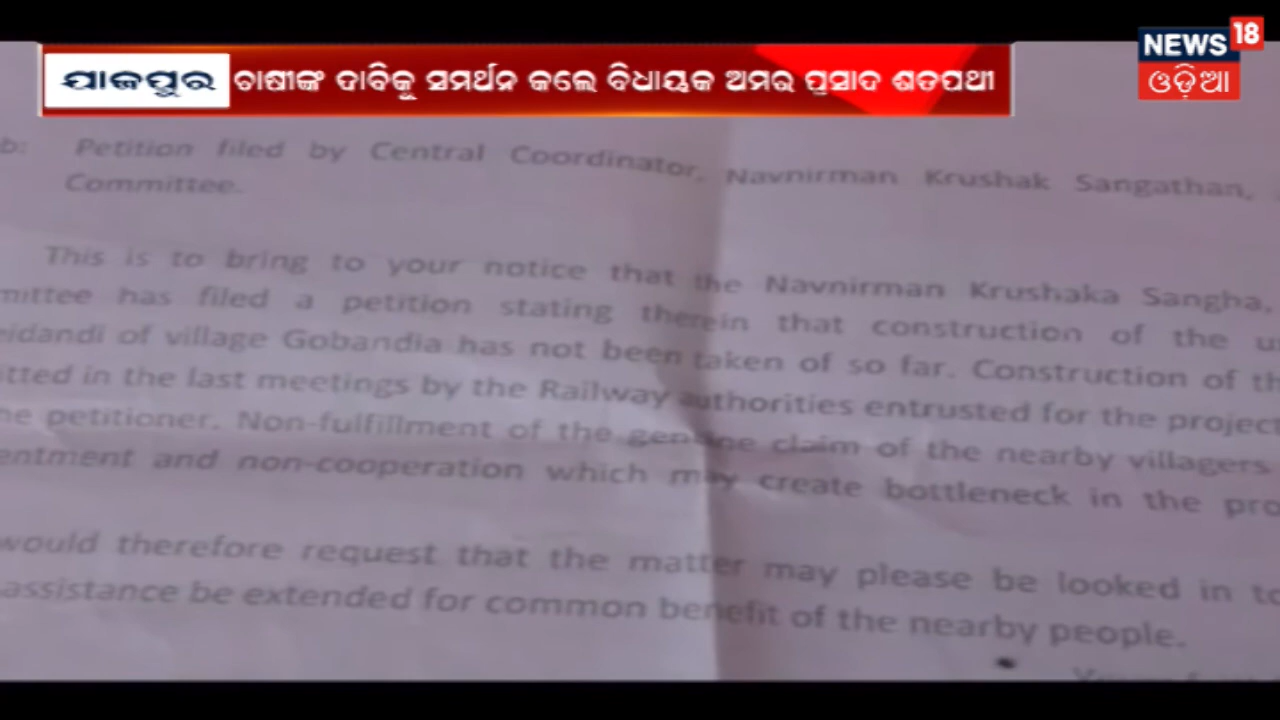 ଯାଜପୁର ଚାଷୀଙ୍କ ଦାବିକୁ ସମର୍ଥନ କଲେ ବିଧାୟକ ଅମର ପ୍ରସାଦ ଶତପଥୀ
NEWS 18
ଓଡ଼ିଆ
b: Petition filed by Central Coordinator, Navnirman Krushak Sangathan,
Committee.
This is to bring to your notice that the Navnirman Krushaka Sangha,
mittee has filed a petition stating therein that construction of the
eidandi of village Gobandia has not been taken of so far. Construction of
itted in the last meetings by the Railway authorities entrusted for the project
he petitioner. Non-fulfillment of the genuine claim of the nearby villagers
entment and non-cooperation which may create bottleneck in the pro
would therefore request that the matter may please be looked in to
assistance be extended for common benefit of the nearby people.